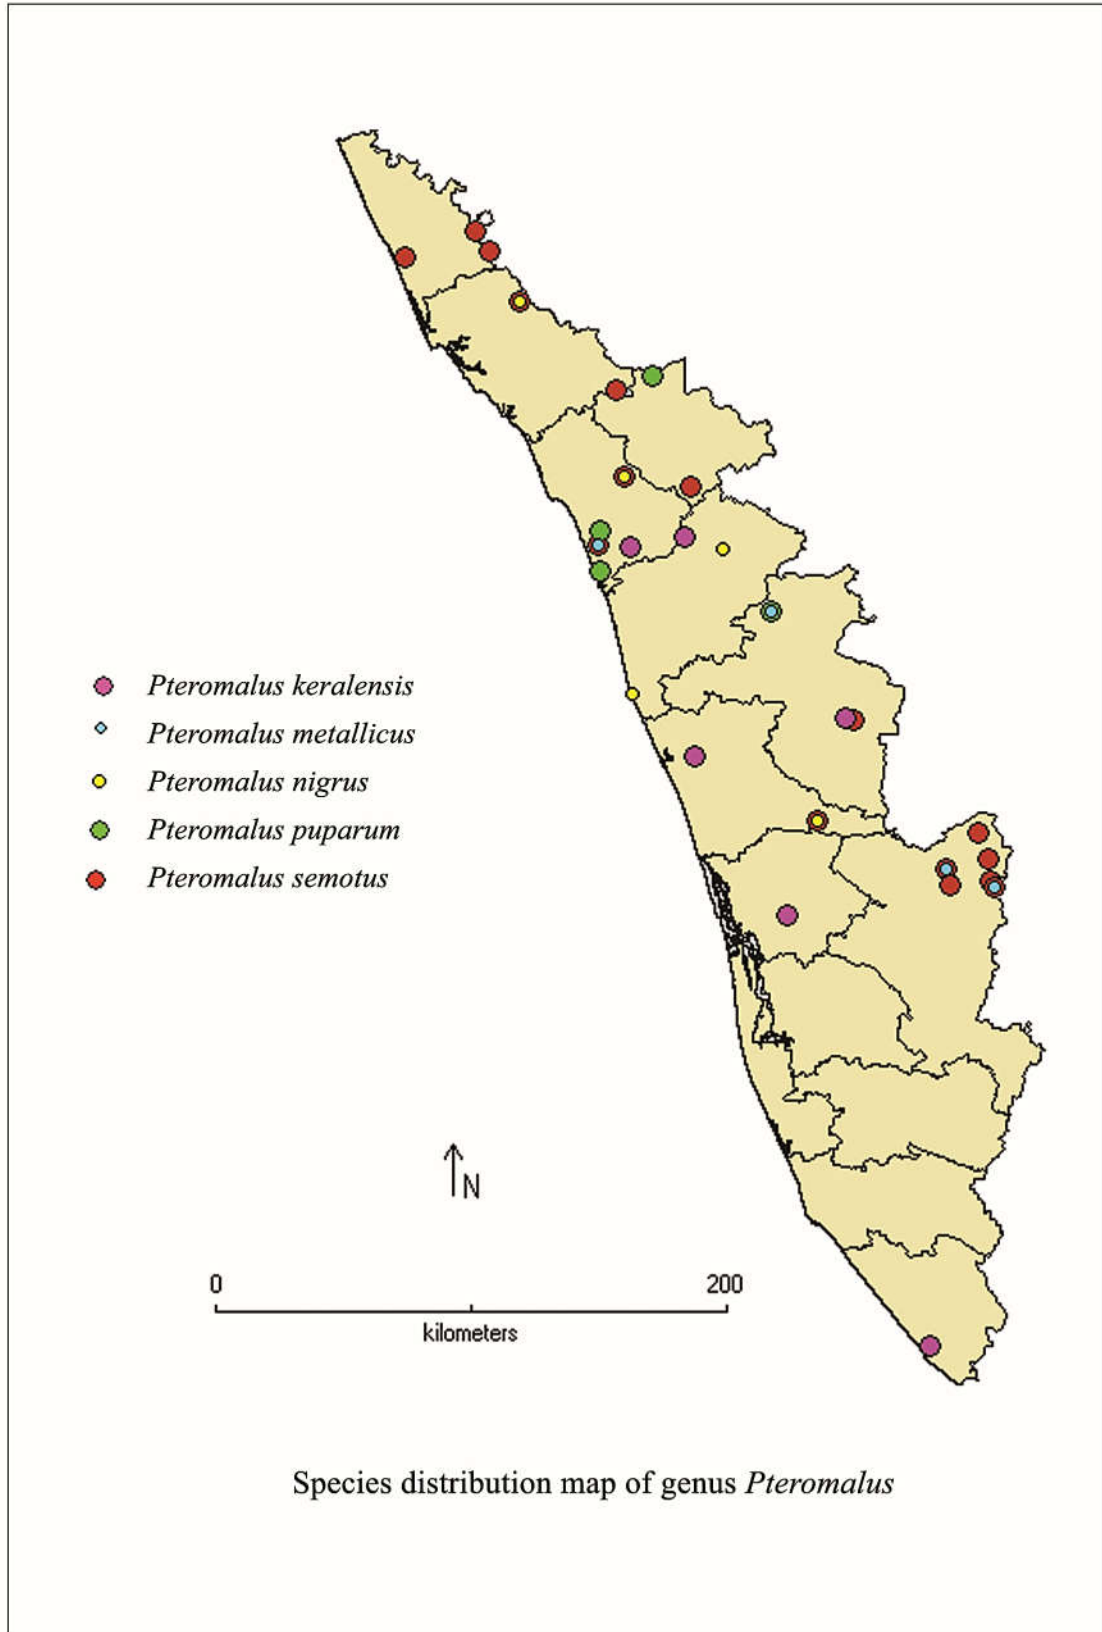 Pteromalus keralensis
Pteromalus metallicus
Pteromalus nigrus
Pteromalus puparum
Pteromalus semotus
N
0 200
kilometers
Species distribution map of genus Pteromalus